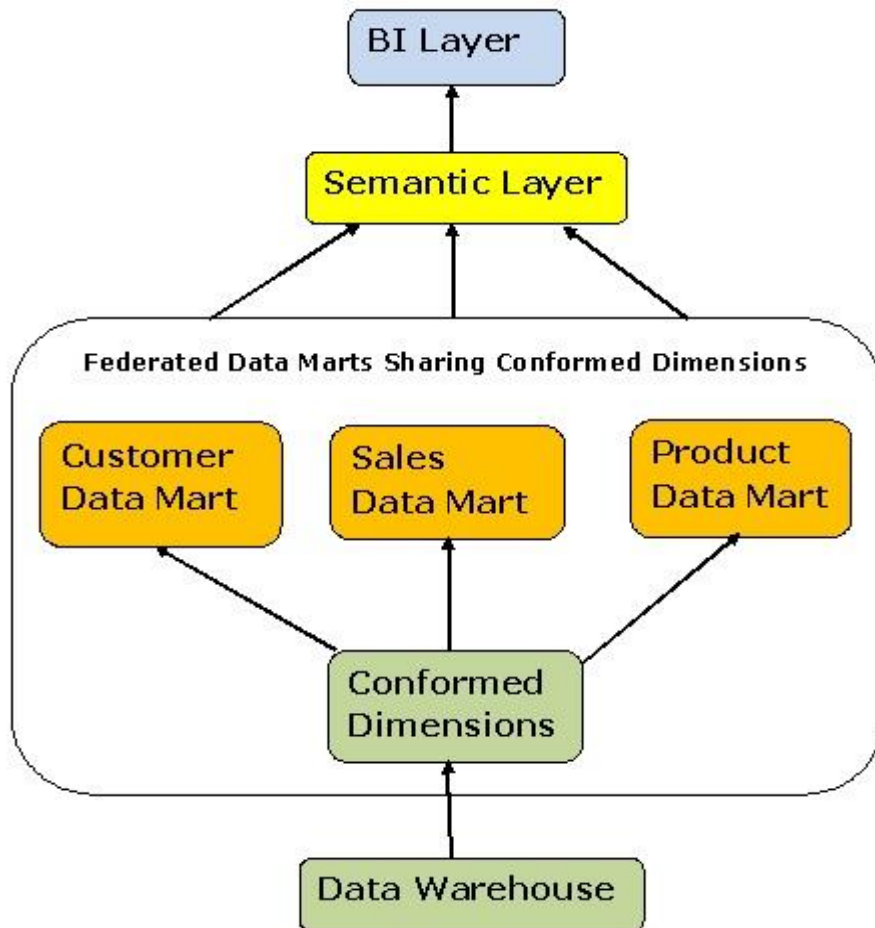 BI Layer
Semantic Layer
Federated Data Marts Sharing Conformed Dimensions
Customer
Data Mart
Sales
Data Mart
Product
Data Mart
Conformed
Dimensions
Data Warehouse